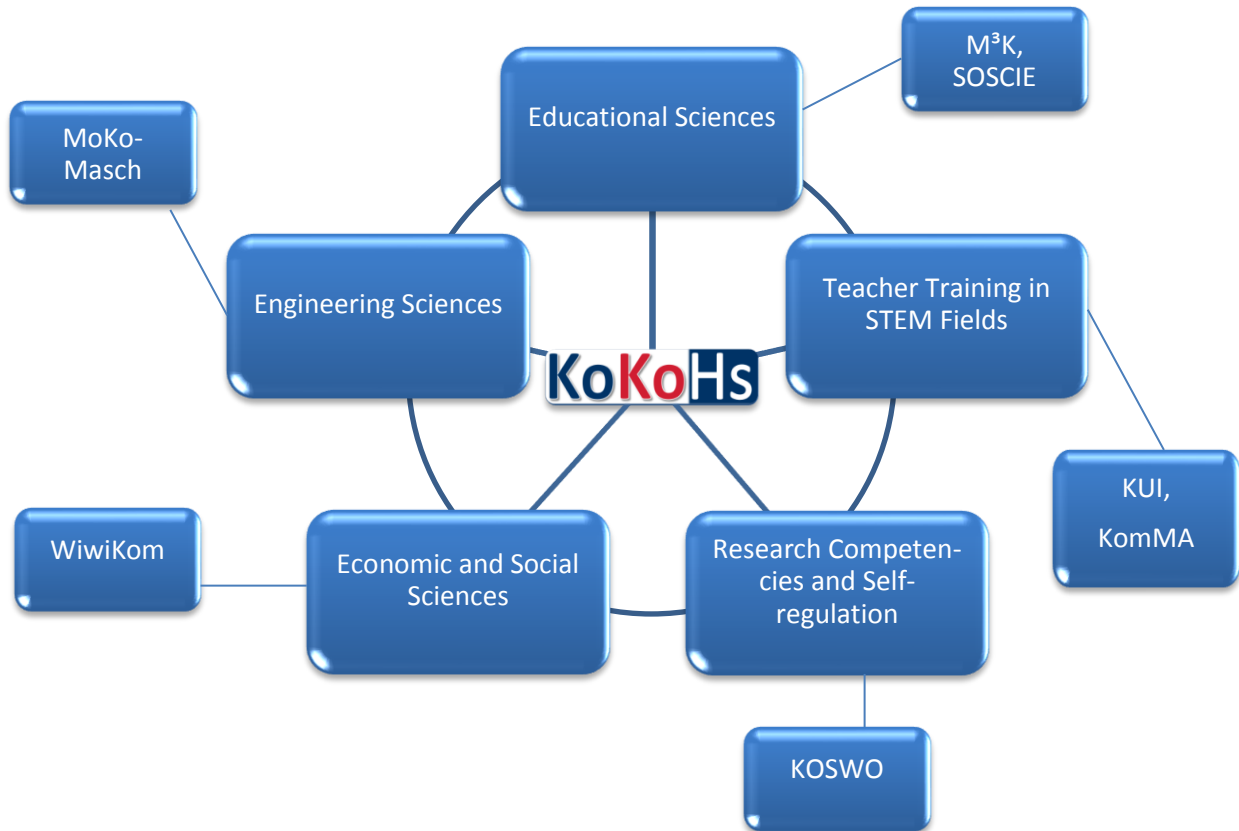 M³K,
SOSCIE
Educational Sciences
MoKo-
Masch
Engineering Sciences
Teacher Training in
STEM Fields
KoKoHs
KUI,
KomMA
WiwiKom
Economic and Social
Sciences
Research Competen-
cies and Self-
regulation
KOSWO